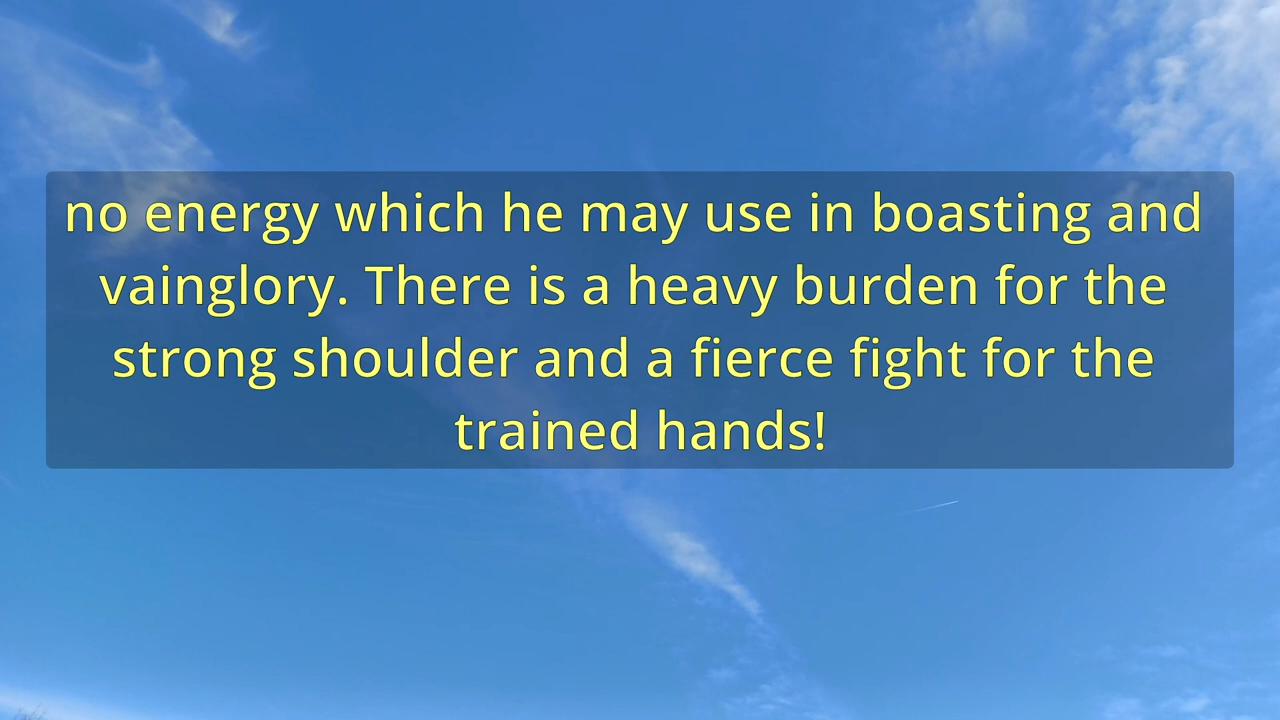 no energy which he may use in boasting and
vainglory. There is a heavy burden for the
strong shoulder and a fierce fight for the
trained hands!